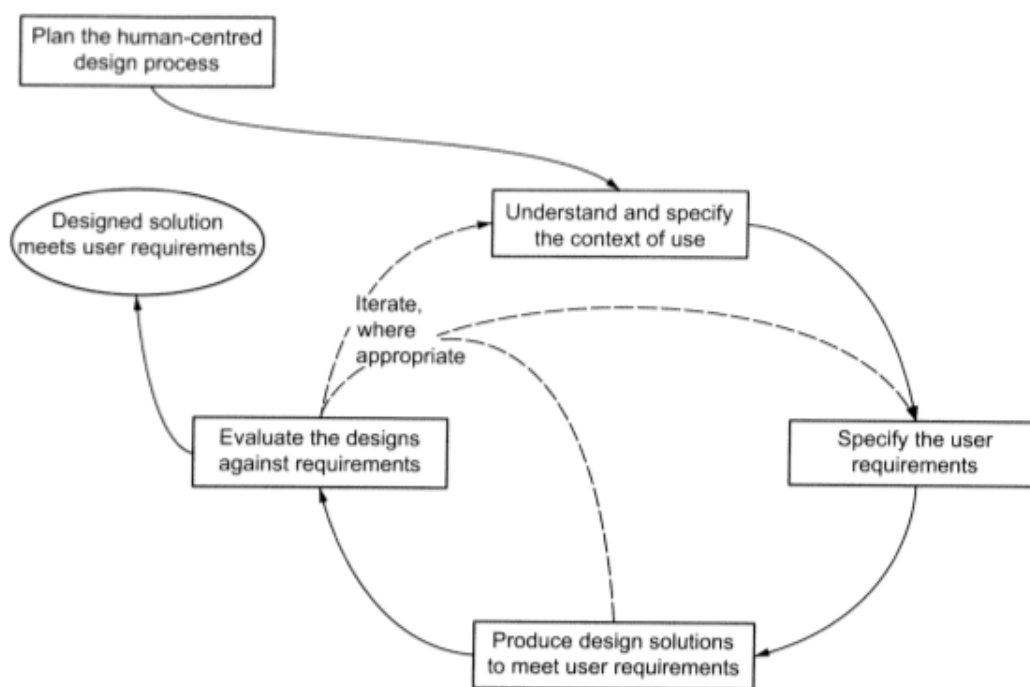 Plan the human-centred
design process
Understand and specify
the context of use
Designed solution
meets user requirements
Iterate,
where
appropriate
Evaluate the designs
against requirements
Specify the user
requirements
Produce design solutions
to meet user requirements